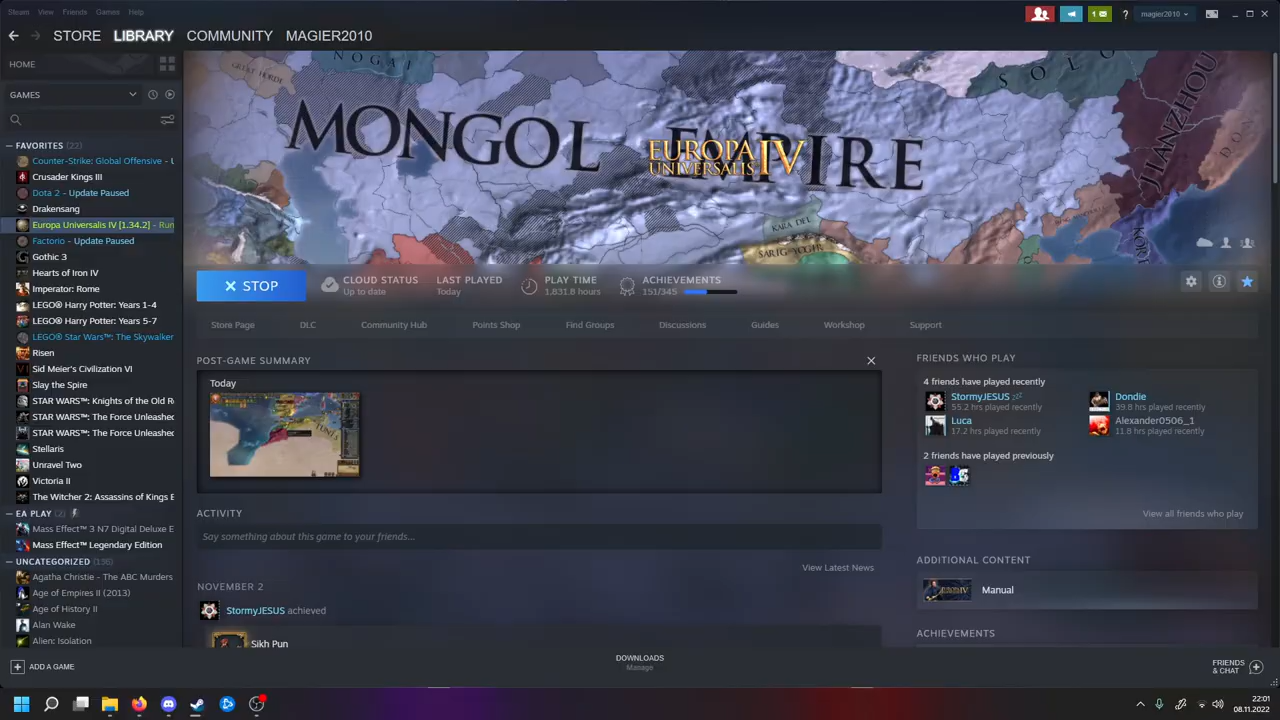 Steam View Friends Games Help
1
?
magier2010
STORE LIBRARY COMMUNITY MAGIER2010
HOME
GAMES
FAVORITES (22)
Counter-Strike: Global Offensive - U
Crusader Kings III
Dota 2 - Update Paused
Drakensang
Europa Universalis IV [1.34.2] - Run
Factorio - Update Paused
Gothic 3
Hearts of Iron IV
Imperator: Rome
LEGO® Harry Potter: Years 1-4
LEGO® Harry Potter: Years 5-7
LEGO® Star Wars™: The Skywalker
Risen
Sid Meier's Civilization VI
Slay the Spire
STAR WARS™: Knights of the Old R
STAR WARS™: The Force Unleashed
STAR WARS™: The Force Unleashed
Stellaris
Unravel Two
Victoria II
The Witcher 2: Assassins of Kings E
EA PLAY (2)
Mass Effect™ 3 N7 Digital Deluxe E
Mass Effect™ Legendary Edition
UNCATEGORIZED (136)
Agatha Christie - The ABC Murders
Age of Empires II (2013)
Age of History II
Alan Wake
Alien: Isolation
ADD A GAME
GREAT HORDE
NOGAI
SOLO
JIANZHOU
MONGOL EMPIRE
EUROPA
UNIVERSALIS IV
KARA DEL
SARIG-YOGHR
STOP
CLOUD STATUS
Up to date
LAST PLAYED
Today
PLAY TIME
1,831.8 hours
ACHIEVEMENTS
151/345
Store Page DLC Community Hub Points Shop Find Groups Discussions Guides Workshop Support
POST-GAME SUMMARY
Today
ACTIVITY
Say something about this game to your friends...
View Latest News
NOVEMBER 2
StormyJESUS achieved
Sikh Pun
FRIENDS WHO PLAY
4 friends have played recently
StormyJESUS
55.2 hrs played recently
Dondie
39.8 hrs played recently
Luca
17.2 hrs played recently
Alexander0506_1
11.8 hrs played recently
2 friends have played previously
View all friends who play
ADDITIONAL CONTENT
Manual
ACHIEVEMENTS
DOWNLOADS
Manage
FRIENDS
& CHAT
22:01
08.11.2022